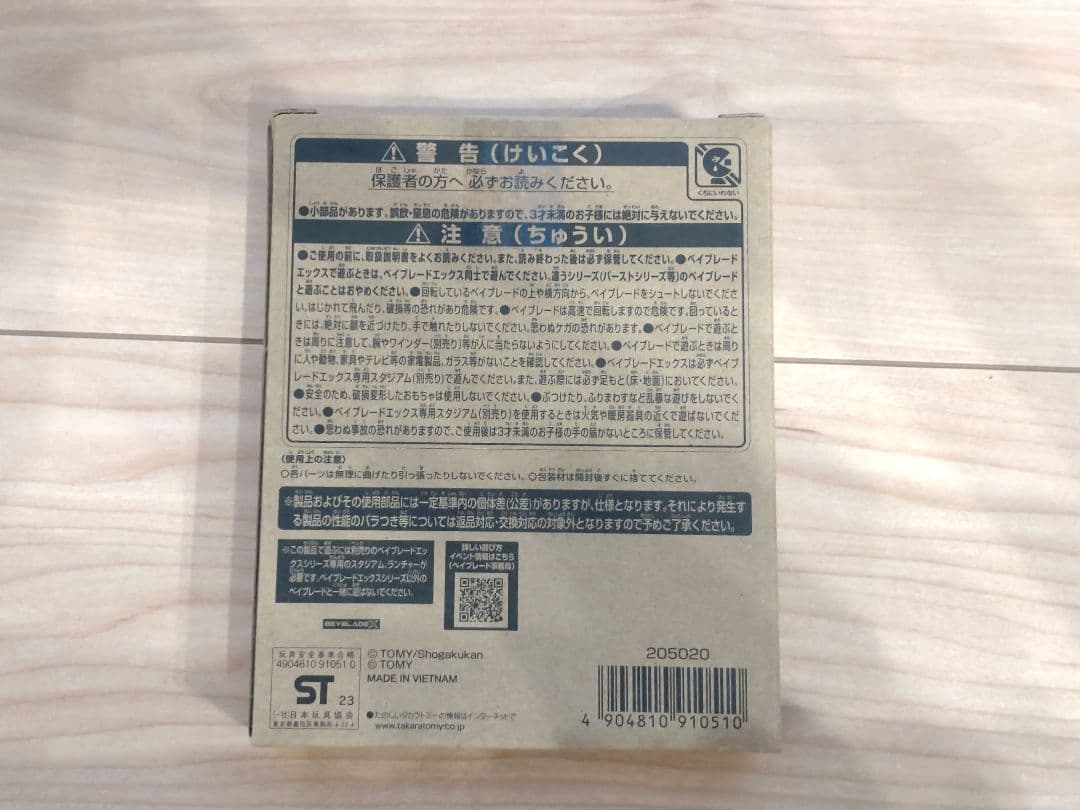 ⚠警告(けいこく)
くちにいれない
保護者の方へ 必ずお読みください。
●小部品があります。誤飲・窒息の危険がありますので、3才未満のお子様には絶対に与えないでください。
⚠注意(ちゅうい)
●ご使用の前に、取扱説明書をよくお読みください。また、読み終わった後は必ず保管してください。●ベイブレード
エックスで遊ぶときは、ベイブレードエックス同士で遊んでください。違うシリーズ(バーストシリーズ等)のベイブレード
と遊ぶことはおやめください。●回転しているベイブレードの上や横方向から、ベイブレードをシュートしないでくださ
い。はじかれて飛んだり、破損等の恐れがあり危険です。●ベイブレードは高速で回転しますので危険です。回っていると
きには、絶対に顔を近づけたり、手で触れたりしないでください。思わぬケガの恐れがあります。●ベイブレードで遊ぶと
きは周りに注意して、腕やワインダー(別売り)等が人に当たらないようにしてください。●ベイブレードで遊ぶときは周り
に人や動物、家具やテレビ等の家電製品、ガラス等がないことを確認してください。●ベイブレードエックスは必ずベイブ
レードエックス専用スタジアム(別売り)で遊んでください。また、遊ぶ際には必ず足もと(床・地面)においてください。
●安全のため、破損変形したおもちゃは使用しないでください。●ぶつけたり、ふりまわすなど乱暴な遊びをしないでくだ
さい。●ベイブレードエックス専用スタジアム(別売り)を使用するときは火気や暖房器具の近くで遊ばないでくだ
さい。●思わぬ事故の恐れがありますので、ご使用後は3才未満のお子様の手の届かないところに保管してください。
〈使用上の注意〉
○各パーツは無理に曲げたり引っ張ったりしないでください。○包装材は開封後すぐに捨ててください。
※製品およびその使用部品には一定基準内の個体差(公差)がありますが、仕様となります。それにより発生す
る製品の性能のバラつき等については返品対応・交換対応の対象外となりますので予めご了承ください。
※この製品で遊ぶには別売りのベイブレードエッ
クスシリーズ専用のスタジアム、ランチャーが
必要です。ベイブレードエックスシリーズ以外の
ベイブレードと一緒に遊ばないでください。
詳しい遊び方
イベント情報はこちら
(ベイブレード事務局)
BEYBLADE X
玩具安全基準合格
4904810 91051 0
ST 23
(一社)日本玩具協会
© TOMY/Shogakukan
© TOMY
MADE IN VIETNAM
●たのしいタカラトミーの情報はインターネットで
www.takaratomy.co.jp
205020
4 904810 910510